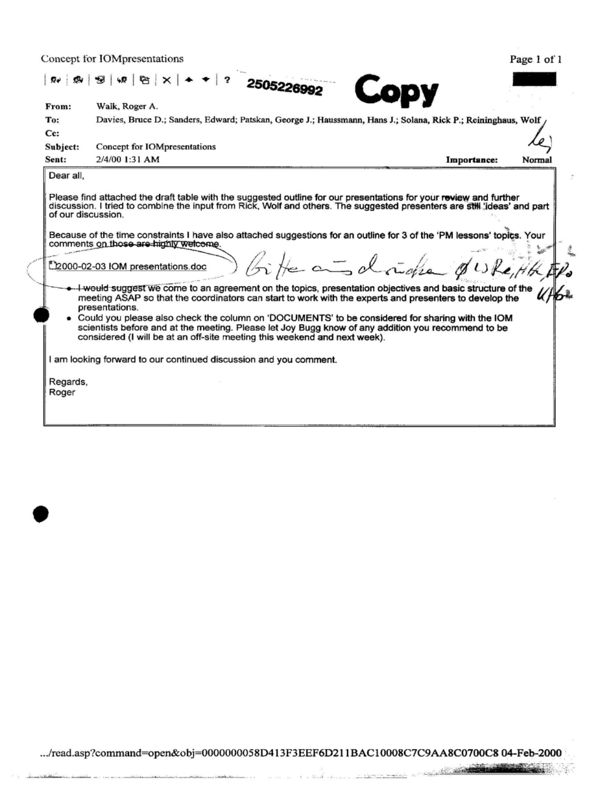 Concept for IOMpresentations
Page 1 of 1
? 2505226992
Copy
From: Walk, Roger A.
To: Davies, Bruce D.; Sanders, Edward; Patskan, George J.; Haussmann, Hans J.; Solana, Rick P.; Reininghaus, Wolf
Cc:
Subject: Concept for IOMpresentations
Sent: 2/4/00 1:31 AM Importance: Normal
Dear all,
Please find attached the draft table with the suggested outline for our presentations for your review and further
discussion. I tried to combine the input from Rick, Wolf and others. The suggested presenters are still 'ideas' and part
of our discussion.
Because of the time constraints I have also attached suggestions for an outline for 3 of the 'PM lessons' topics. Your
comments on those are highly welcome.
2000-02-03 IOM presentations.doc
Bitte
• I would suggest we come to an agreement on the topics, presentation objectives and basic structure of the
meeting ASAP so that the coordinators can start to work with the experts and presenters to develop the
presentations.
• Could you please also check the column on 'DOCUMENTS' to be considered for sharing with the IOM
scientists before and at the meeting. Please let Joy Bugg know of any addition you recommend to be
considered (I will be at an off-site meeting this weekend and next week).
I am looking forward to our continued discussion and you comment.
Regards,
Roger
.../read.asp?command=open&obj=0000000058D413F3EEF6D211BAC10008C7C9AA8C0700C8 04-Feb-2000